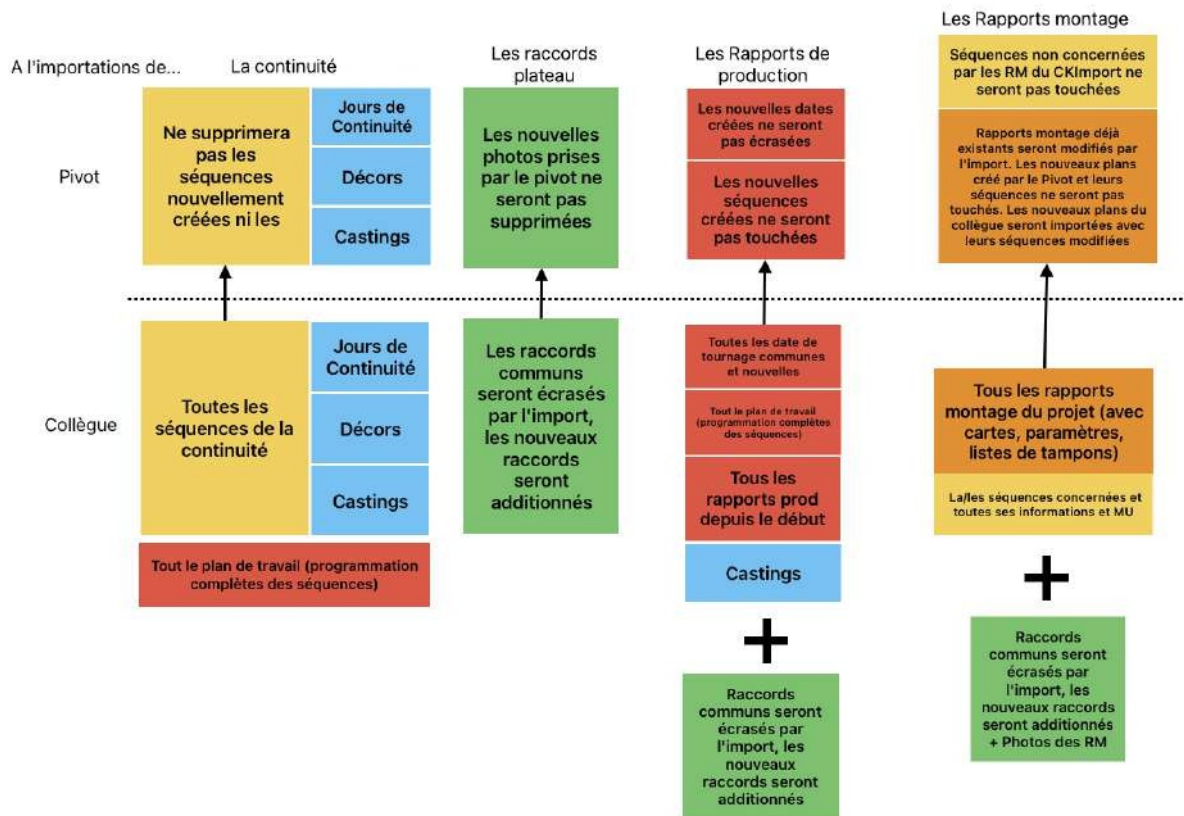 Les Rapports montage
A l'importations de...
La continuité
Les raccords
plateau
Les Rapports de
production
Pivot
Ne supprimera
pas les
séquences
nouvellement
créées ni les
Jours de
Continuité
Décors
Castings
Les nouvelles
photos prises
par le pivot ne
seront pas
supprimées
Les nouvelles dates
créées ne seront
pas écrasées
Les nouvelles
séquences
créées ne seront
pas touchées
Séquences non concernées
par les RM du CKImport ne
seront pas touchées
Rapports montage déjà
existants seront modifiés par
l'import. Les nouveaux plans
créé par le Pivot et leurs
séquences ne seront pas
touchés. Les nouveaux plans du
collègue seront importées avec
leurs séquences modifiées
Collègue
Toutes les
séquences de la
continuité
Jours de
Continuité
Décors
Castings
Tout le plan de travail (programmation
complètes des séquences)
Les raccords
communs
seront écrasés
par l'import,
les nouveaux
raccords
seront
additionnés
Toutes les date de
tournage communes
et nouvelles
Tout le plan de travail
(programmation complètes
des séquences)
Tous les
rapports prod
depuis le début
Castings
+
Raccords
communs seront
écrasés par
l'import, les
nouveaux
raccords seront
additionnés
Tous les rapports
montage du projet (avec
cartes, paramètres,
listes de tampons)
La/les séquences concernées et
toutes ses informations et MU
+
Raccords
communs seront
écrasés par
l'import, les
nouveaux raccords
seront additionnés
+ Photos des RM